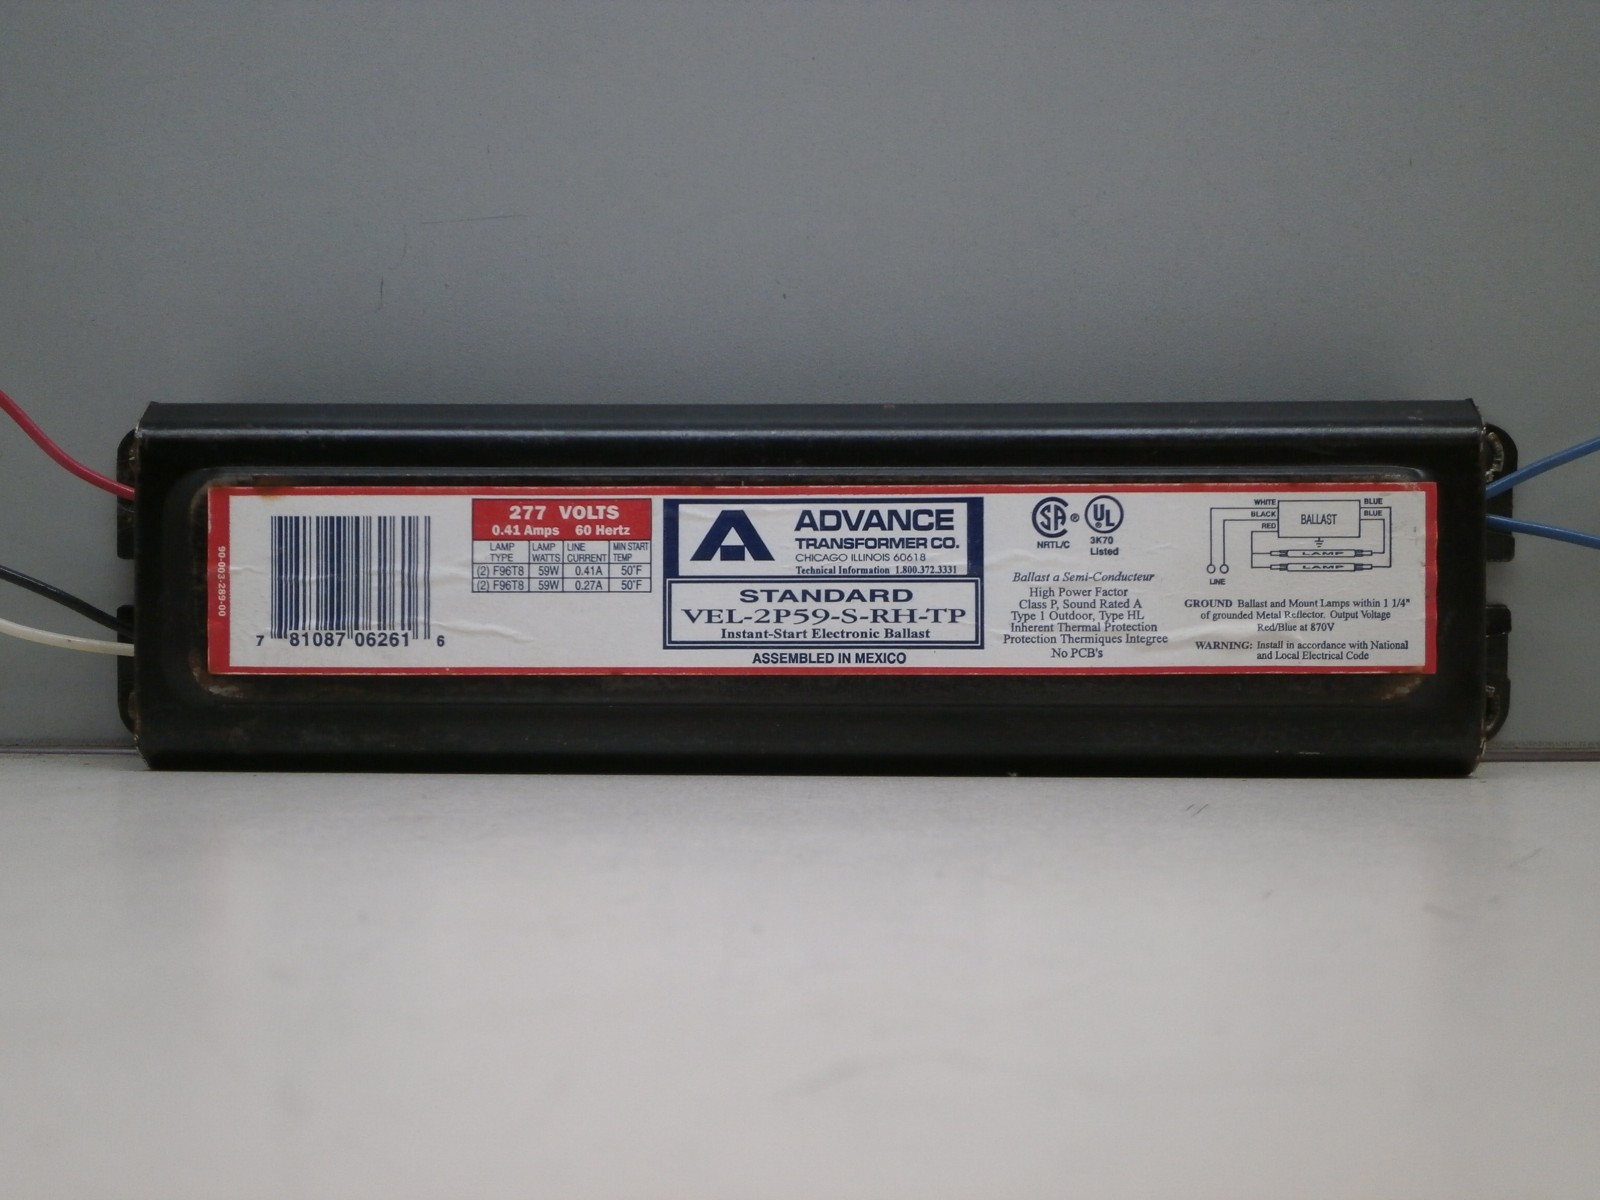 90-003-289-00
7 81087 06261 6
277 VOLTS
0.41 Amps 60 Hertz
LAMP TYPE LAMP WATTS LINE CURRENT MIN START TEMP
(2) F96T8 59W 0.41A 50°F
(2) F96T8 59W 0.27A 50°F
A
ADVANCE
TRANSFORMER CO.
CHICAGO ILLINOIS 60618
Technical Information 1.800.372.3331
STANDARD
VEL-2P59-S-RH-TP
Instant-Start Electronic Ballast
ASSEMBLED IN MEXICO
SA ®
NRTL/C
UL
3K70
Listed
Ballast a Semi-Conducteur
High Power Factor
Class P, Sound Rated A
Type 1 Outdoor, Type HL
Inherent Thermal Protection
Protection Thermiques Integree
No PCB's
WHITE
BLACK
RED
BALLAST
BLUE
BLUE
LAMP
LAMP
LINE
GROUND Ballast and Mount Lamps within 1 1/4"
of grounded Metal Reflector. Output Voltage
Red/Blue at 870V
WARNING: Install in accordance with National
and Local Electrical Code